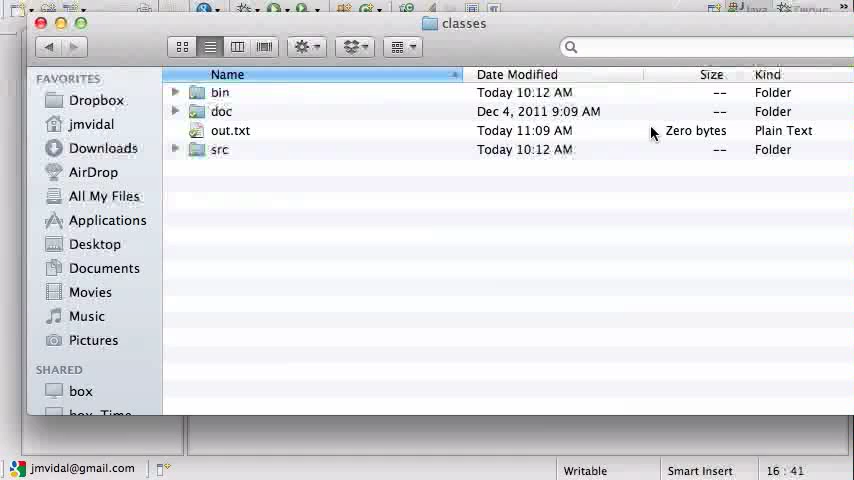 classes
FAVORITES
Dropbox
jmvidal
Downloads
AirDrop
All My Files
Applications
Desktop
Documents
Movies
Music
Pictures
SHARED
box
Name Date Modified Size Kind
bin Today 10:12 AM -- Folder
doc Dec 4, 2011 9:09 AM -- Folder
out.txt Today 11:09 AM Zero bytes Plain Text
src Today 10:12 AM -- Folder
jmvidal@gmail.com Writable Smart Insert 16 : 41